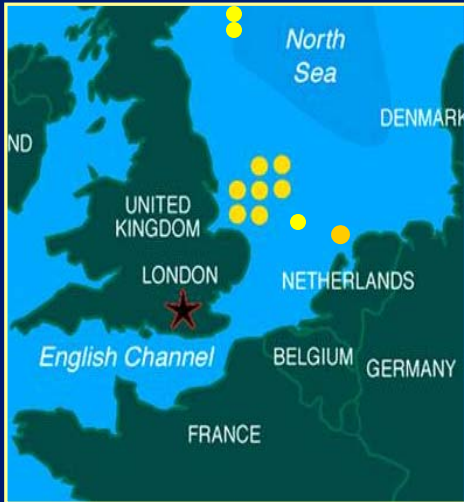 North
Sea
DENMARK
ND
UNITED
KINGDOM
LONDON
NETHERLANDS
English Channel
BELGIUM
GERMANY
FRANCE